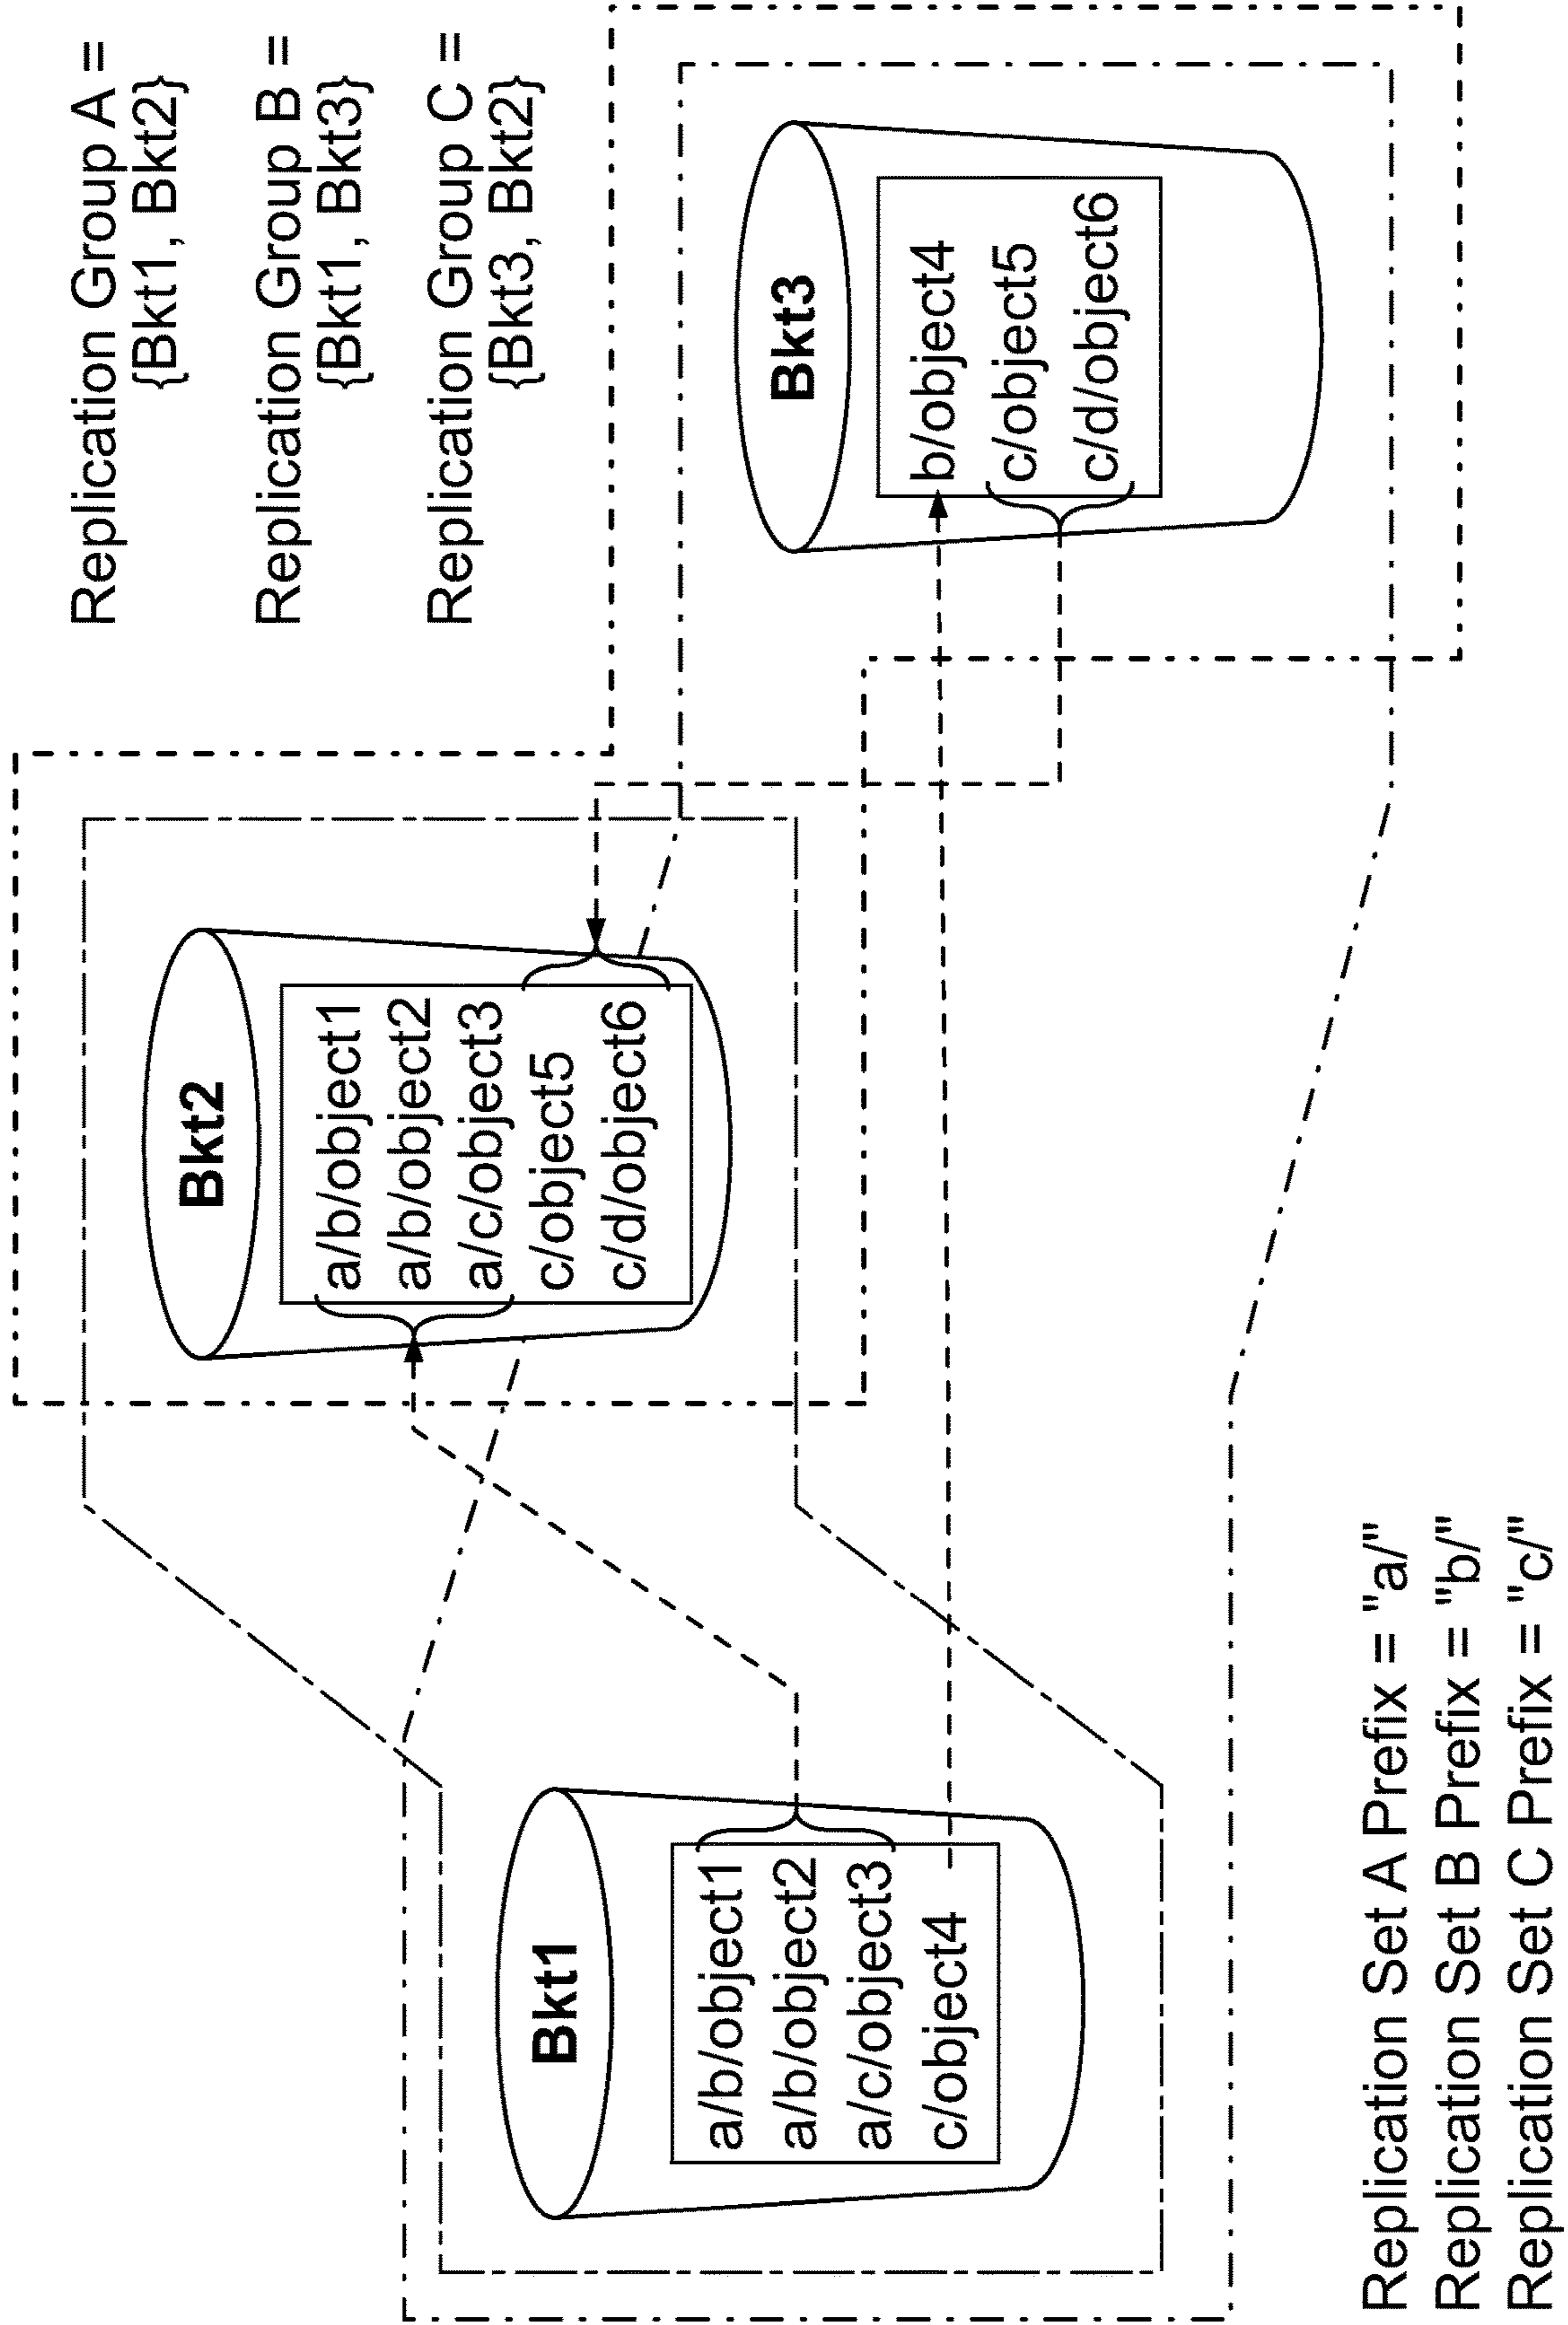 Replication Group A =
{Bkt1, Bkt2}
Replication Group B =
{Bkt1, Bkt3}
Replication Group C =
{Bkt3, Bkt2}
Bkt2
a/b/object1
a/b/object2
a/c/object3
c/object5
c/d/object6
Bkt1
a/b/object1
a/b/object2
a/c/object3
c/object4
Bkt3
b/object4
c/object5
c/d/object6
Replication Set A Prefix = "a/"
Replication Set B Prefix = "b/"
Replication Set C Prefix = "c/"